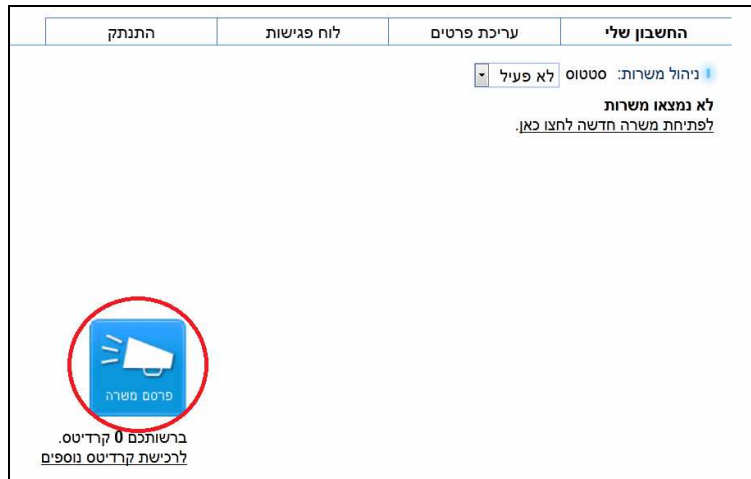 החשבון שלי
עריכת פרטים
לוח פגישות
התנתק
ניהול משרות: סטטוס לא פעיל
לא נמצאו משרות
לפתיחת משרה חדשה לחצו כאן.
פרסם משרה
ברשותכם 0 קרדיטס.
לרכישת קרדיטס נוספים